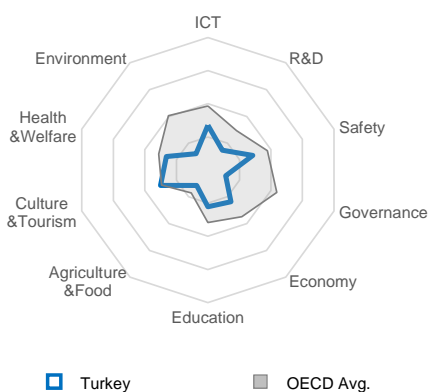 ICT
Environment
R&D
Health
&Welfare
Safety
Culture
&Tourism
Governance
Agriculture
&Food
Economy
Education
Turkey
OECD Avg.